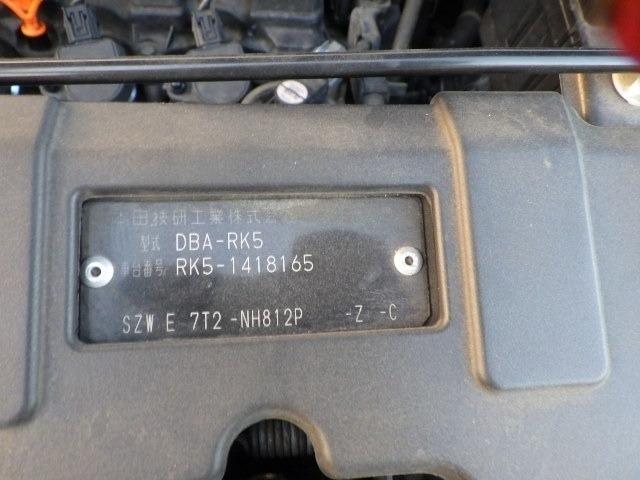 本田技研工業株式会社
型式 DBA-RK5
車台番号 RK5-1418165
SZW E 7T2 -NH812P -Z -C